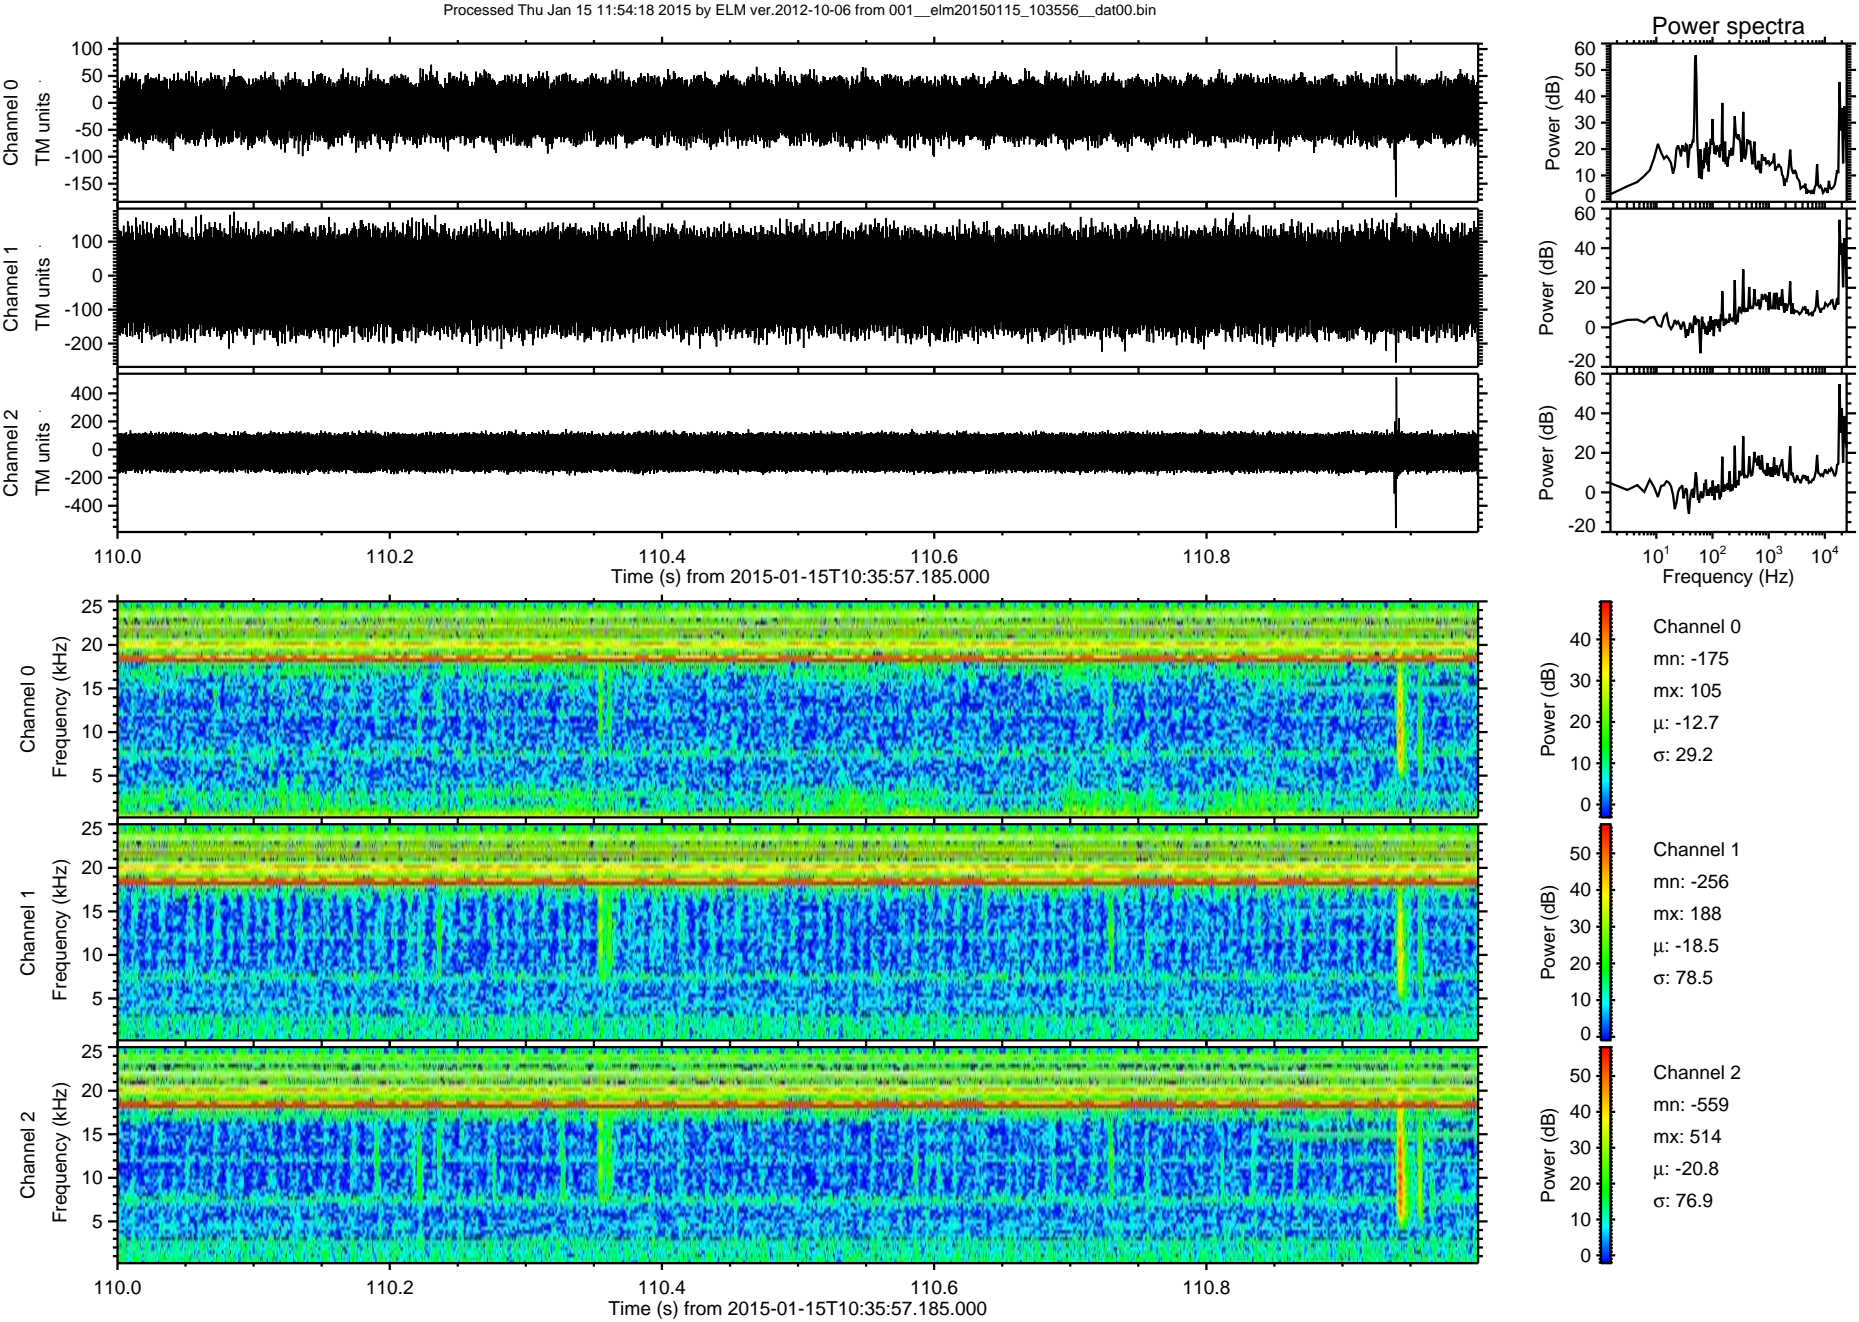 Processed Thu Jan 15 11:54:18 2015 by ELM ver.2012-10-06 from 001__elm20150115_103556__dat00.bin
Power spectra
Channel 0
TM units
100
50
0
-50
-100
-150
Power (dB)
60
50
40
30
20
10
0
Channel 1
TM units
100
0
-100
-200
Power (dB)
60
40
20
0
-20
Channel 2
TM units
400
200
0
-200
-400
Power (dB)
60
40
20
0
-20
110.0 110.2 110.4 110.6 110.8
Time (s) from 2015-01-15T10:35:57.185.000
10¹ 10² 10³ 10⁴
Frequency (Hz)
Channel 0
Frequency (kHz)
25
20
15
10
5
Power (dB)
40
30
20
10
0
Channel 0
mn: -175
mx: 105
μ: -12.7
σ: 29.2
Channel 1
Frequency (kHz)
25
20
15
10
5
Power (dB)
50
40
30
20
10
0
Channel 1
mn: -256
mx: 188
μ: -18.5
σ: 78.5
Channel 2
Frequency (kHz)
25
20
15
10
5
Power (dB)
50
40
30
20
10
0
Channel 2
mn: -559
mx: 514
μ: -20.8
σ: 76.9
110.0 110.2 110.4 110.6 110.8
Time (s) from 2015-01-15T10:35:57.185.000